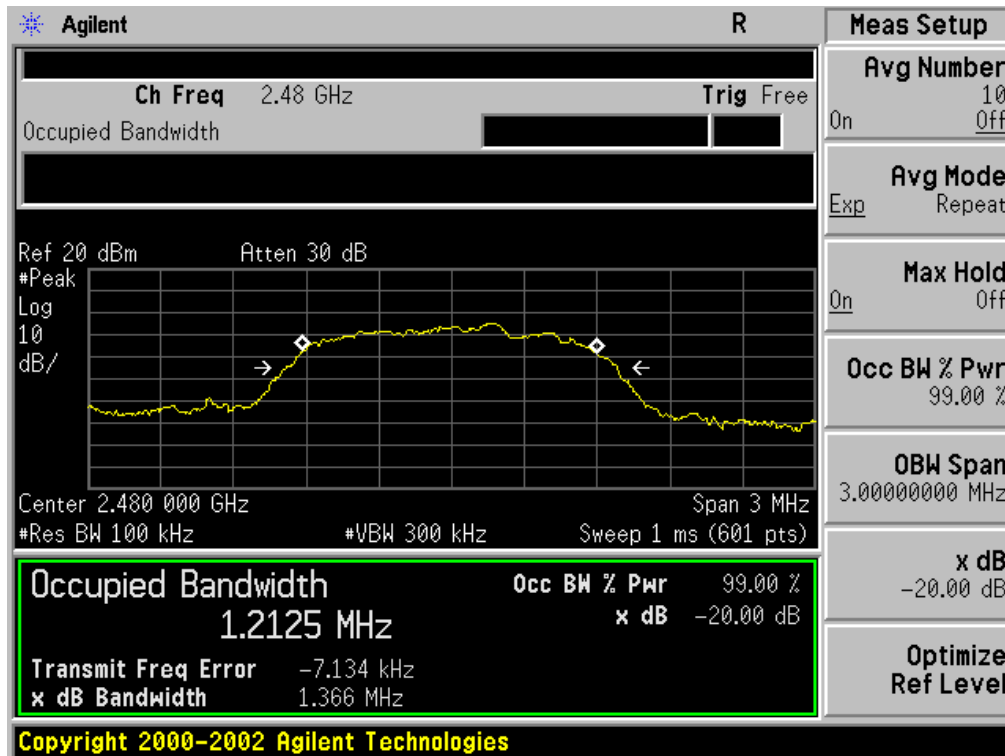 Agilent R Meas Setup
Avg Number
10
On Off
Ch Freq 2.48 GHz Trig Free
Occupied Bandwidth
Avg Mode
Exp Repeat
Ref 20 dBm Atten 30 dB
#Peak
Log
10
dB/
Max Hold
On Off
Occ BW % Pwr
99.00 %
OBW Span
3.00000000 MHz
Center 2.480 000 GHz Span 3 MHz
#Res BW 100 kHz #VBW 300 kHz Sweep 1 ms (601 pts)
x dB
-20.00 dB
Occupied Bandwidth Occ BW % Pwr 99.00 %
1.2125 MHz x dB -20.00 dB
Transmit Freq Error -7.134 kHz
x dB Bandwidth 1.366 MHz
Optimize
Ref Level
Copyright 2000-2002 Agilent Technologies